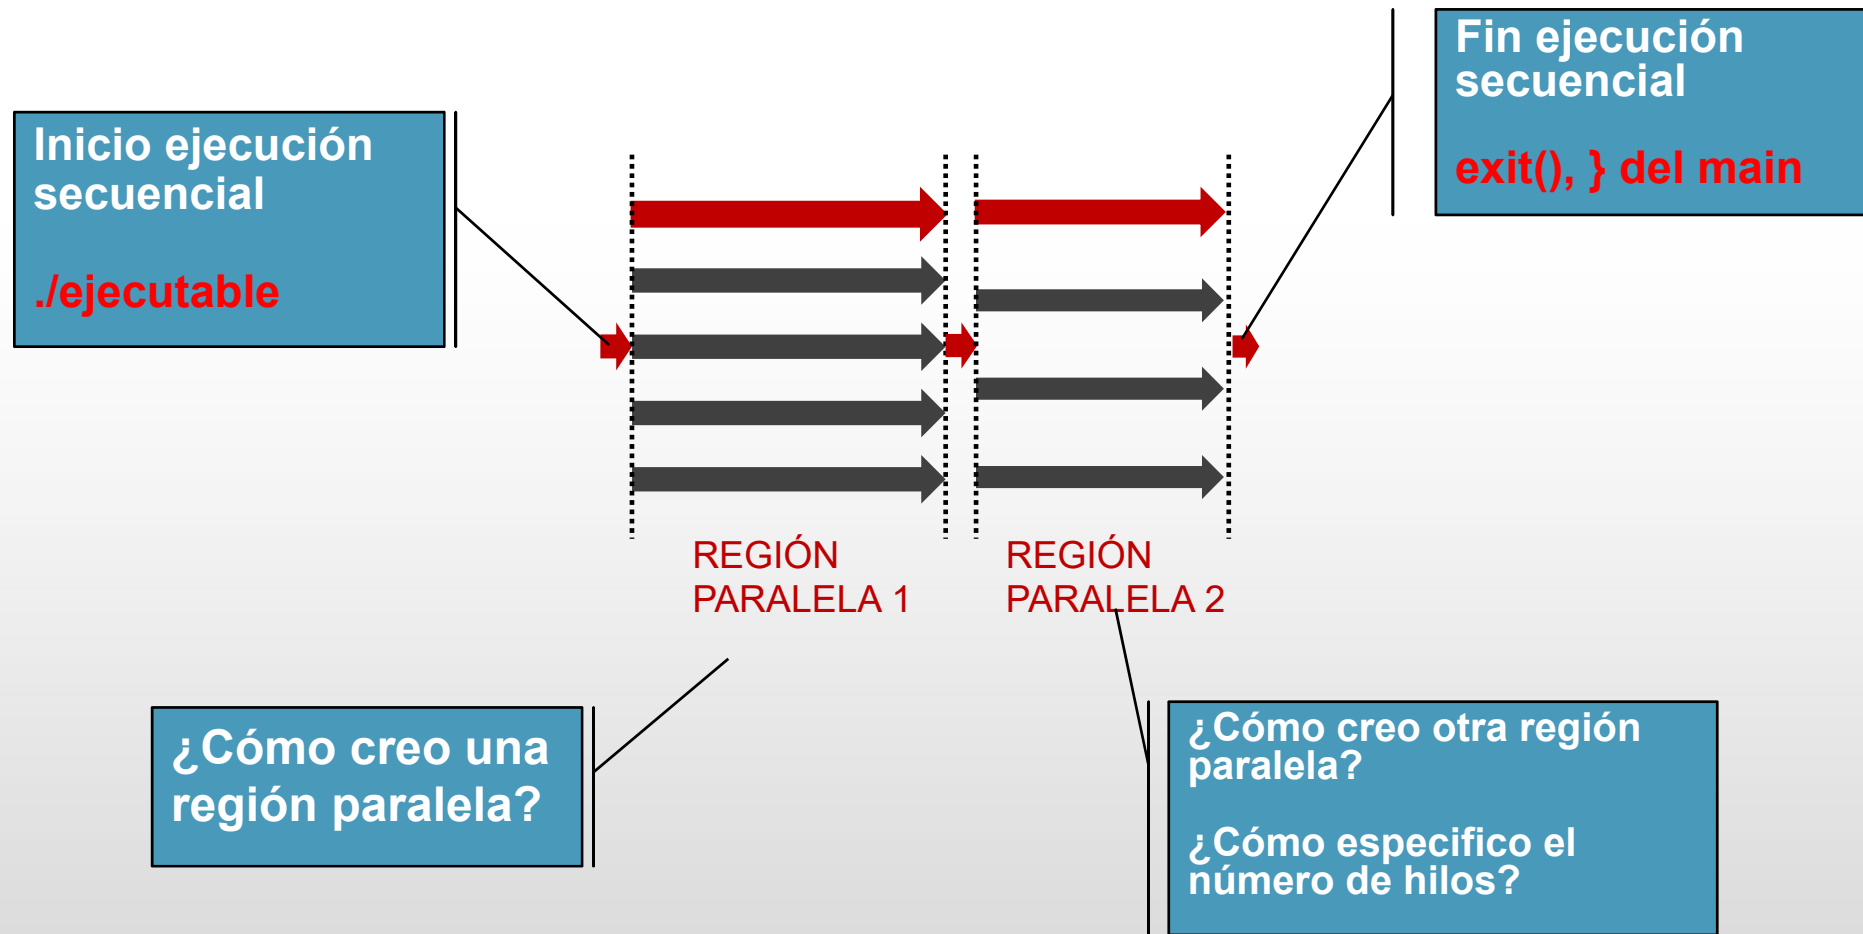 Inicio ejecución
secuencial
./ejecutable
Fin ejecución
secuencial
exit(), } del main
REGIÓN
PARALELA 1
REGIÓN
PARALELA 2
¿Cómo creo una
región paralela?
¿Cómo creo otra región
paralela?
¿Cómo especifico el
número de hilos?